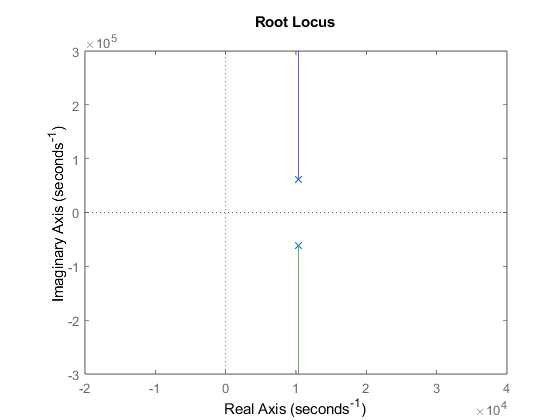 Root Locus
×10^5
3
2
1
0
-1
-2
-3
Imaginary Axis (seconds^-1)
-2 -1 0 1 2 3 4
Real Axis (seconds^-1)
×10^4